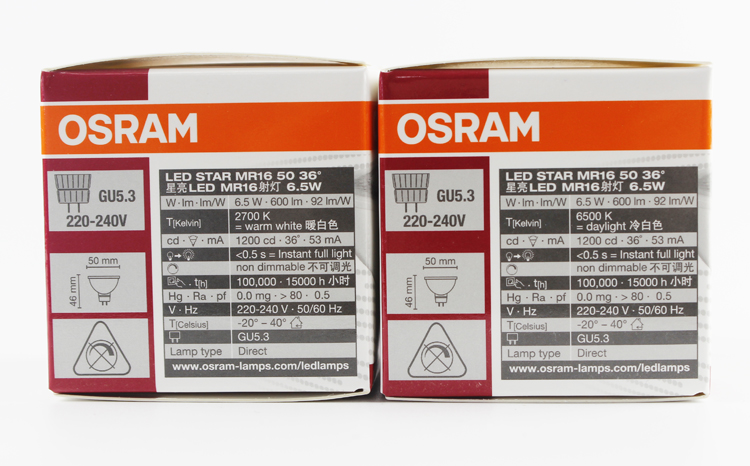 OSRAM
GU5.3
220-240V
50 mm
46 mm
LED STAR MR16 50 36°
星亮LED MR16射灯 6.5W
W·lm·lm/W 6.5 W · 600 lm · 92 lm/W
T[Kelvin] 2700 K
= warm white 暖白色
cd · · mA 1200 cd · 36° · 53 mA
<0.5 s = Instant full light
non dimmable 不可调光
. t[h] 100,000 · 15000 h 小时
Hg · Ra · pf 0.0 mg · > 80 · 0.5
V · Hz 220-240 V · 50/60 Hz
T[Celsius] -20° – 40°
GU5.3
Lamp type Direct
www.osram-lamps.com/ledlamps
OSRAM
GU5.3
220-240V
50 mm
46 mm
LED STAR MR16 50 36°
星亮LED MR16射灯 6.5W
W·lm·lm/W 6.5 W · 600 lm · 92 lm/W
T[Kelvin] 6500 K
= daylight 冷白色
cd · · mA 1200 cd · 36° · 53 mA
<0.5 s = Instant full light
non dimmable 不可调光
. t[h] 100,000 · 15000 h 小时
Hg · Ra · pf 0.0 mg · > 80 · 0.5
V · Hz 220-240 V · 50/60 Hz
T[Celsius] -20° – 40°
GU5.3
Lamp type Direct
www.osram-lamps.com/ledlamps